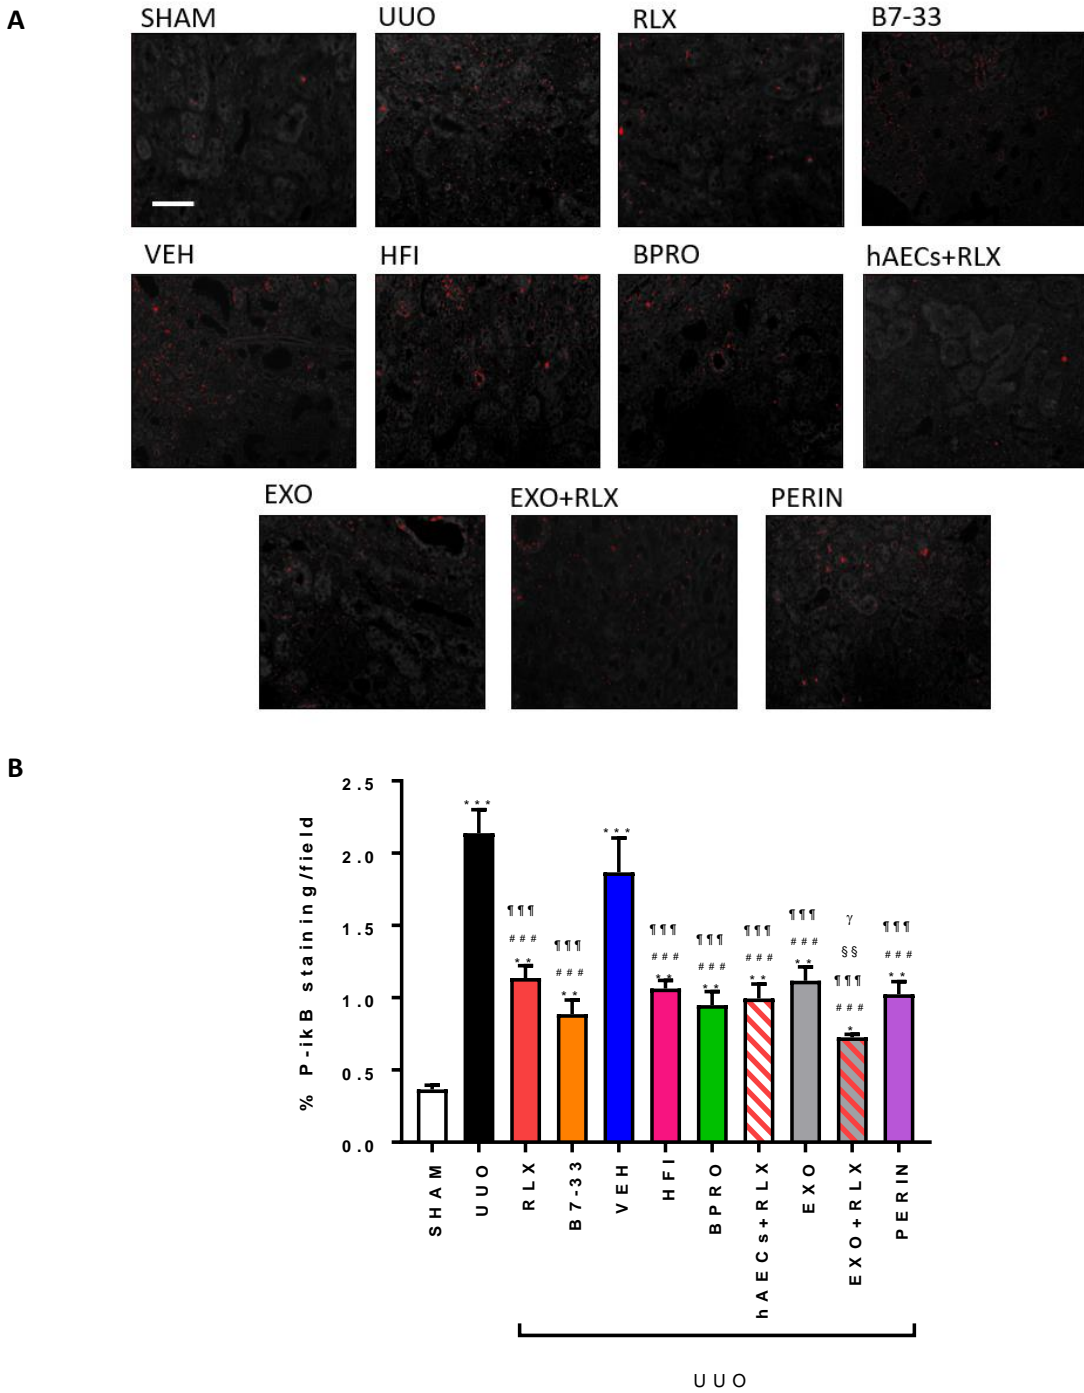 A
SHAM UUO RLX B7-33
VEH HFI BPRO hAECs+RLX
EXO EXO+RLX PERIN
B
% P-ikB staining/field
2.5
2.0
1.5
1.0
0.5
0.0
***
***
¶¶¶
###
**
¶¶¶
###
**
¶¶¶
###
**
¶¶¶
###
**
¶¶¶
###
**
¶¶¶
###
**
γ
§§
¶¶¶
###
*
¶¶¶
###
**
SHAM
UUO
RLX
B7-33
VEH
HFI
BPRO
hAECs+RLX
EXO
EXO+RLX
PERIN
UUO